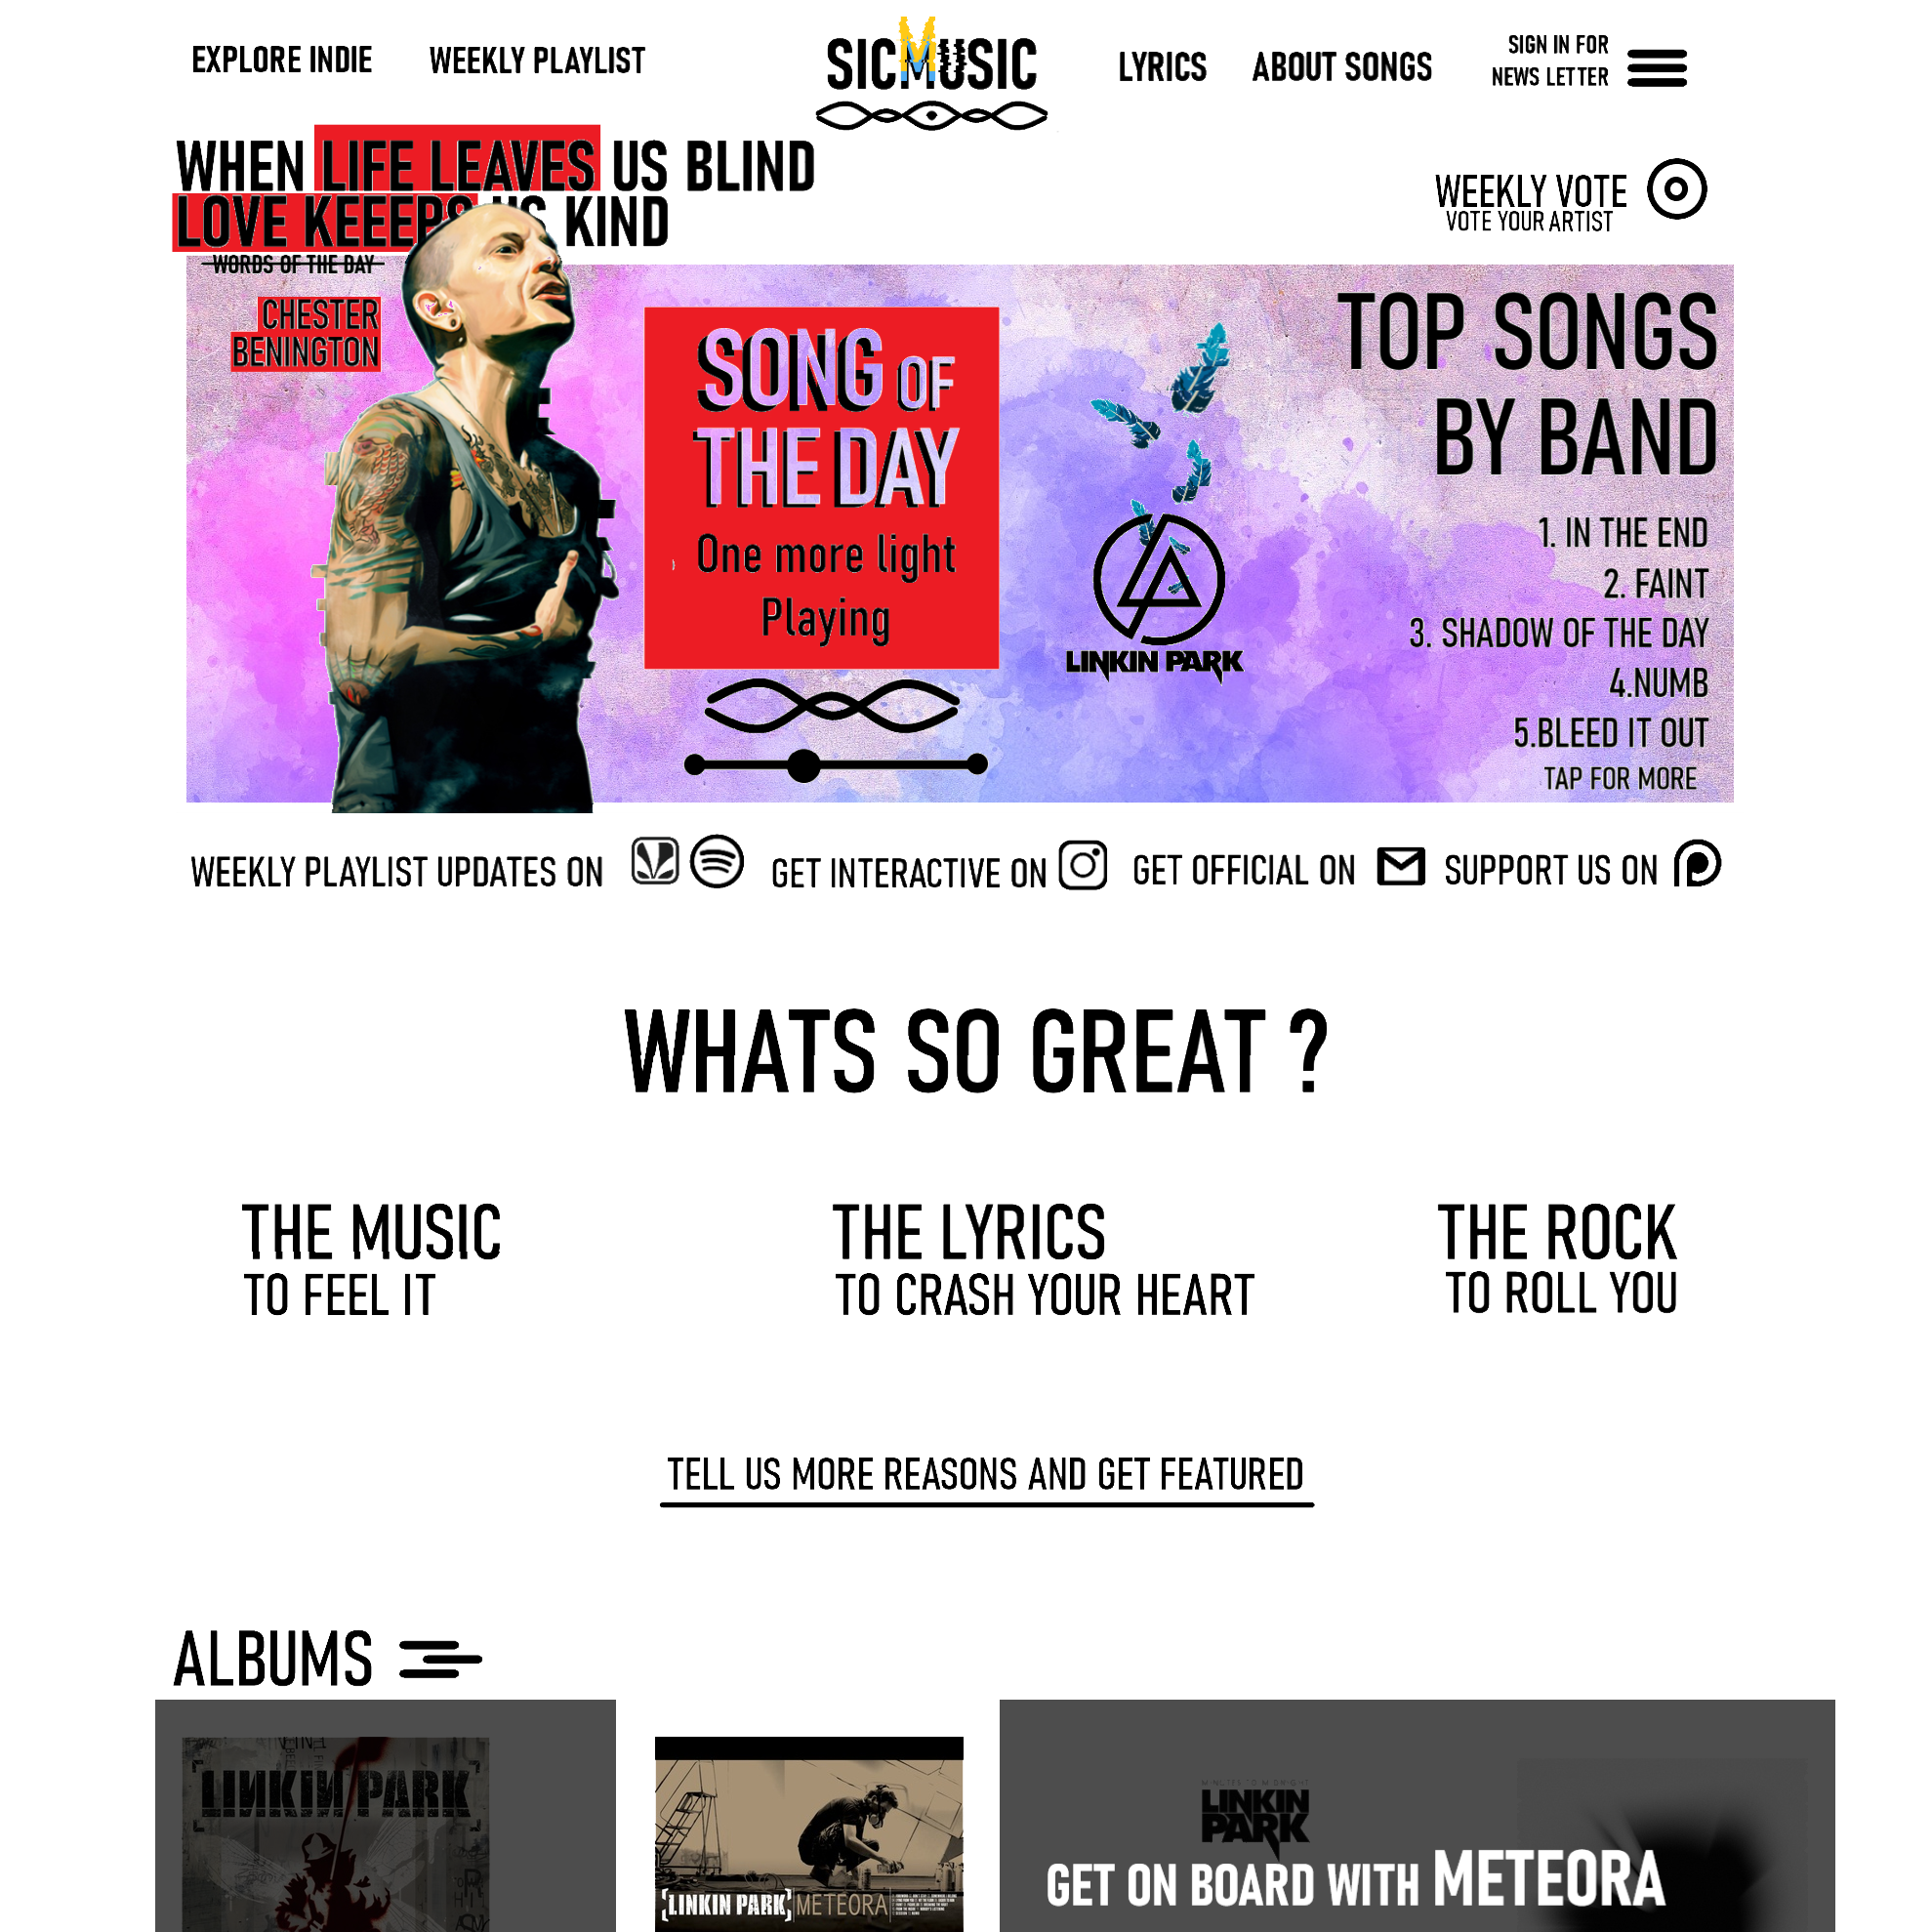 EXPLORE INDIE
WEEKLY PLAYLIST
SICMUSIC
LYRICS
ABOUT SONGS
SIGN IN FOR
NEWS LETTER
WHEN LIFE LEAVES US BLIND
LOVE KEEEPS US KIND
WORDS OF THE DAY
WEEKLY VOTE
VOTE YOUR ARTIST
CHESTER
BENINGTON
SONG OF
THE DAY
One more light
Playing
LINKIN PARK
TOP SONGS
BY BAND
1. IN THE END
2. FAINT
3. SHADOW OF THE DAY
4.NUMB
5.BLEED IT OUT
TAP FOR MORE
WEEKLY PLAYLIST UPDATES ON
GET INTERACTIVE ON
GET OFFICIAL ON
SUPPORT US ON
WHATS SO GREAT ?
THE MUSIC
TO FEEL IT
THE LYRICS
TO CRASH YOUR HEART
THE ROCK
TO ROLL YOU
TELL US MORE REASONS AND GET FEATURED
ALBUMS
LINKIN PARK
[LINKIN PARK] METEORA
MINUTES TO MIDNIGHT
LINKIN
PARK
GET ON BOARD WITH METEORA